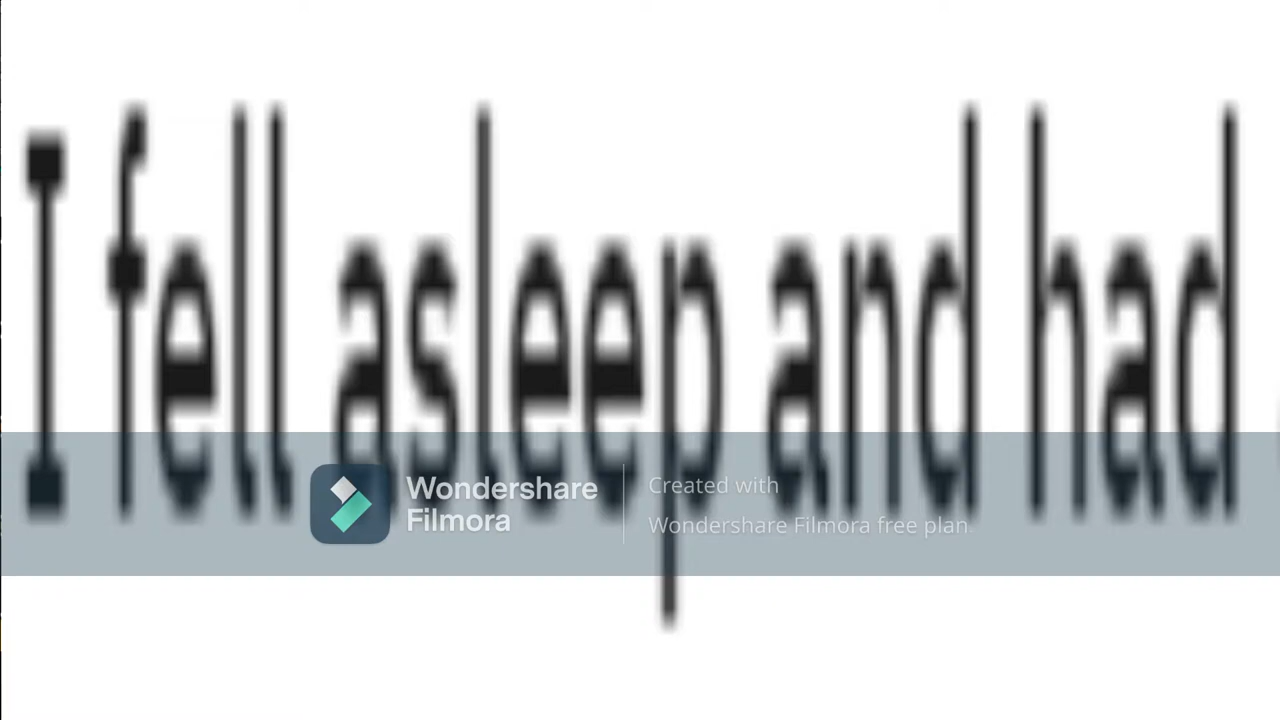 I fell asleep and had
Wondershare
Filmora
Created with
Wondershare Filmora free plan.